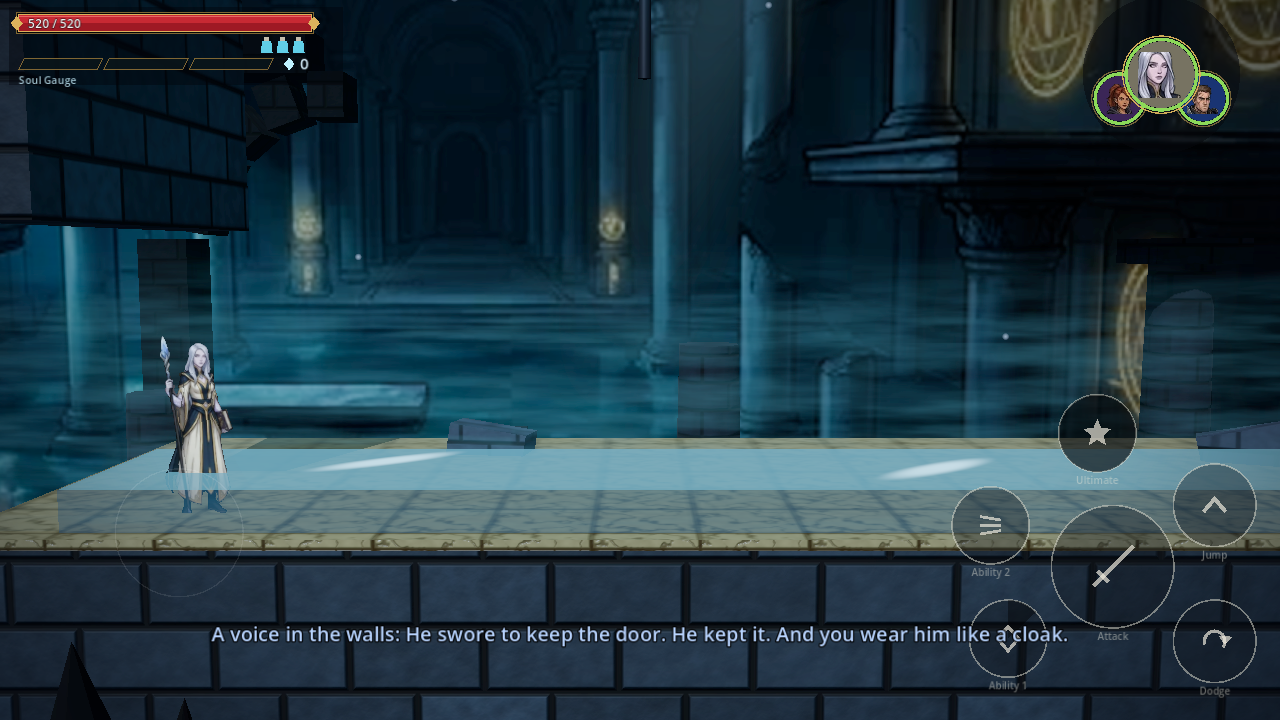 520 / 520
0
Soul Gauge
Ultimate
Ability 2
Jump
A voice in the walls: He swore to keep the door. He kept it. And you wear him like a cloak.
Attack
Ability 1
Dodge